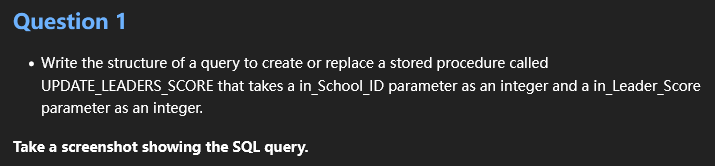 Question 1
• Write the structure of a query to create or replace a stored procedure called
UPDATE_LEADERS_SCORE that takes a in_School_ID parameter as an integer and a in_Leader_Score
parameter as an integer.
Take a screenshot showing the SQL query.